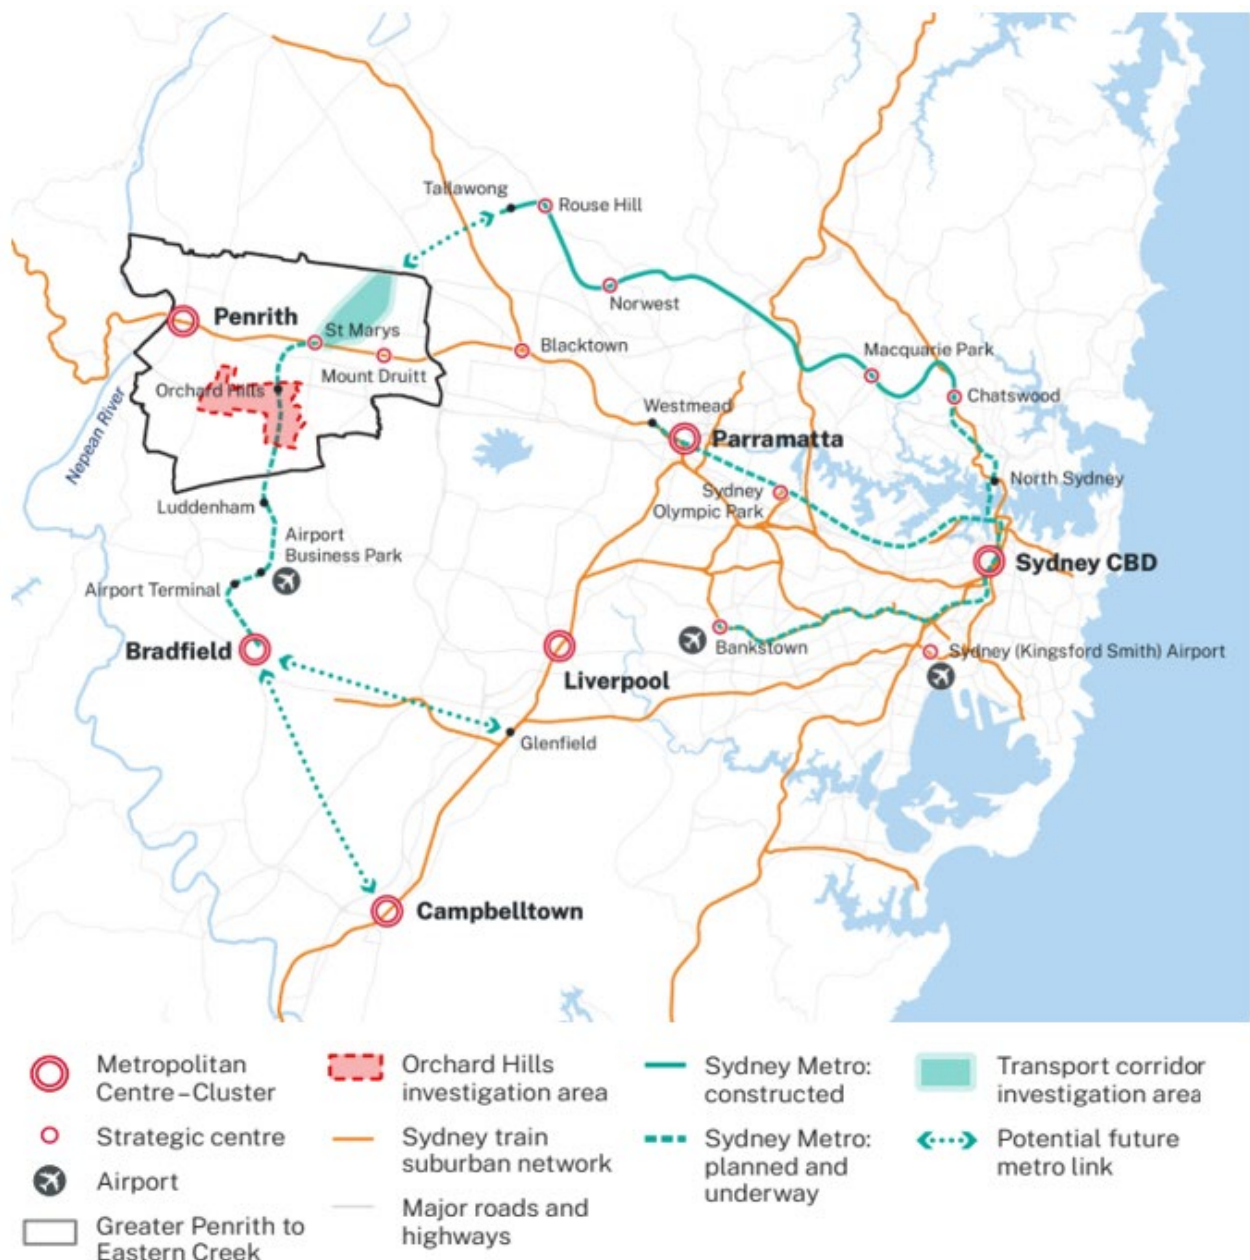 Tallawong
Rouse Hill
Norwest
Penrith
St Marys
Blacktown
Mount Druitt
Macquarie Park
Orchard Hills
Chatswood
Westmead
Nepean River
Parramatta
North Sydney
Sydney
Olympic Park
Luddenham
Airport
Business Park
Sydney CBD
Airport Terminal
Bradfield
Bankstown
Sydney (Kingsford Smith) Airport
Liverpool
Glenfield
Campbelltown
Metropolitan
Centre–Cluster
Strategic centre
Airport
Greater Penrith to
Eastern Creek
Orchard Hills
investigation area
Sydney train
suburban network
Major roads and
highways
Sydney Metro:
constructed
Sydney Metro:
planned and
underway
Transport corridor
investigation area
Potential future
metro link